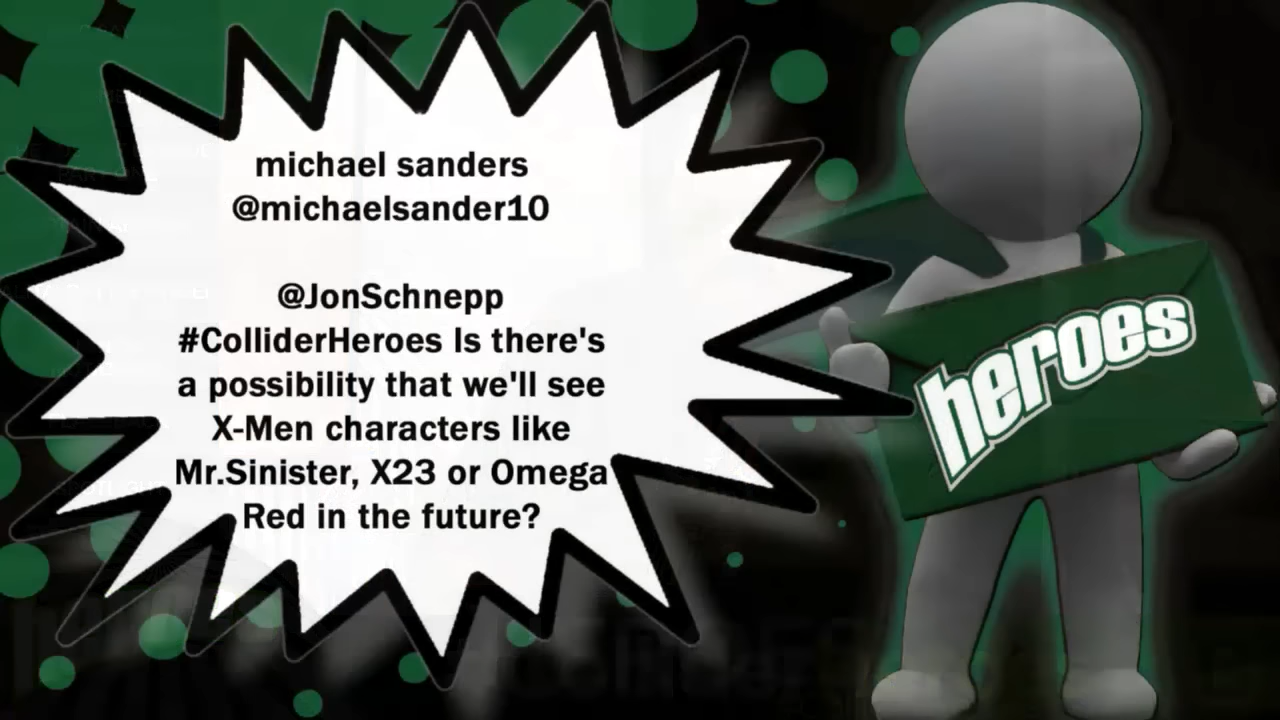 michael sanders
@michaelsander10
@JonSchnepp
#ColliderHeroes Is there's
a possibility that we'll see
X-Men characters like
Mr.Sinister, X23 or Omega
Red in the future?
heroes